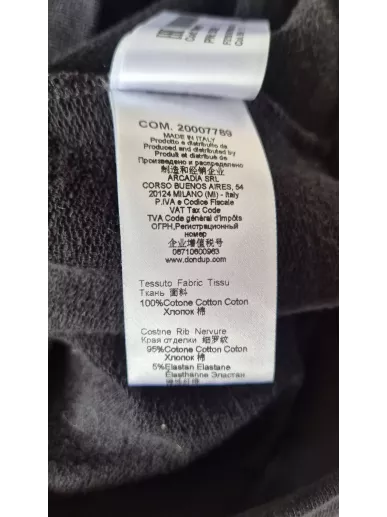 COM. 20007789
MADE IN ITALY
Prodotto e distribuito da
Produced and distributed by
Produit et distribué de
Произведено и распределено
制造和经销企业
ARCADIA SRL
CORSO BUENOS AIRES, 54
20124 MILANO (MI) - Italy
P.IVA e Codice Fiscale
VAT Tax Code
TVA Code général d'impôts
ОГРН,Регистрационный
номер
企业增值税号
06710600963
www.dondup.com
Tessuto Fabric Tissu
Ткань 面料
100%Cotone Cotton Coton
Хлопок 棉
Costine Rib Nervure
Края отделки 细罗纹
95%Cotone Cotton Coton
Хлопок 棉
5%Elastan Elastane
Élasthanne Эластан